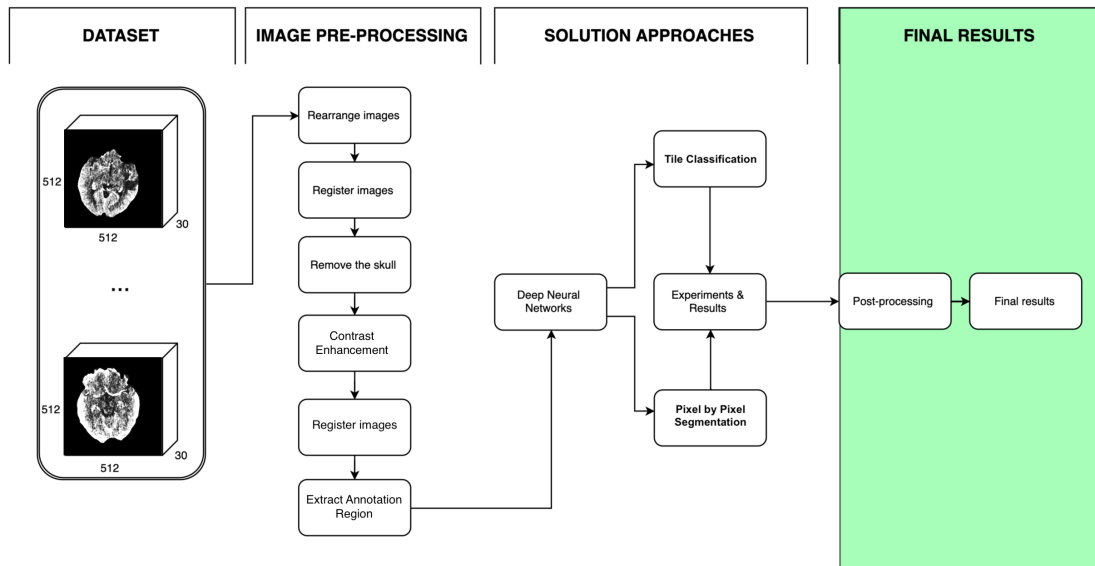 DATASET
IMAGE PRE-PROCESSING
SOLUTION APPROACHES
FINAL RESULTS
512
512
30
...
512
512
30
Rearrange images
Register images
Remove the skull
Contrast
Enhancement
Register images
Extract Annotation
Region
Deep Neural
Networks
Tile Classification
Experiments &
Results
Pixel by Pixel
Segmentation
Post-processing
Final results